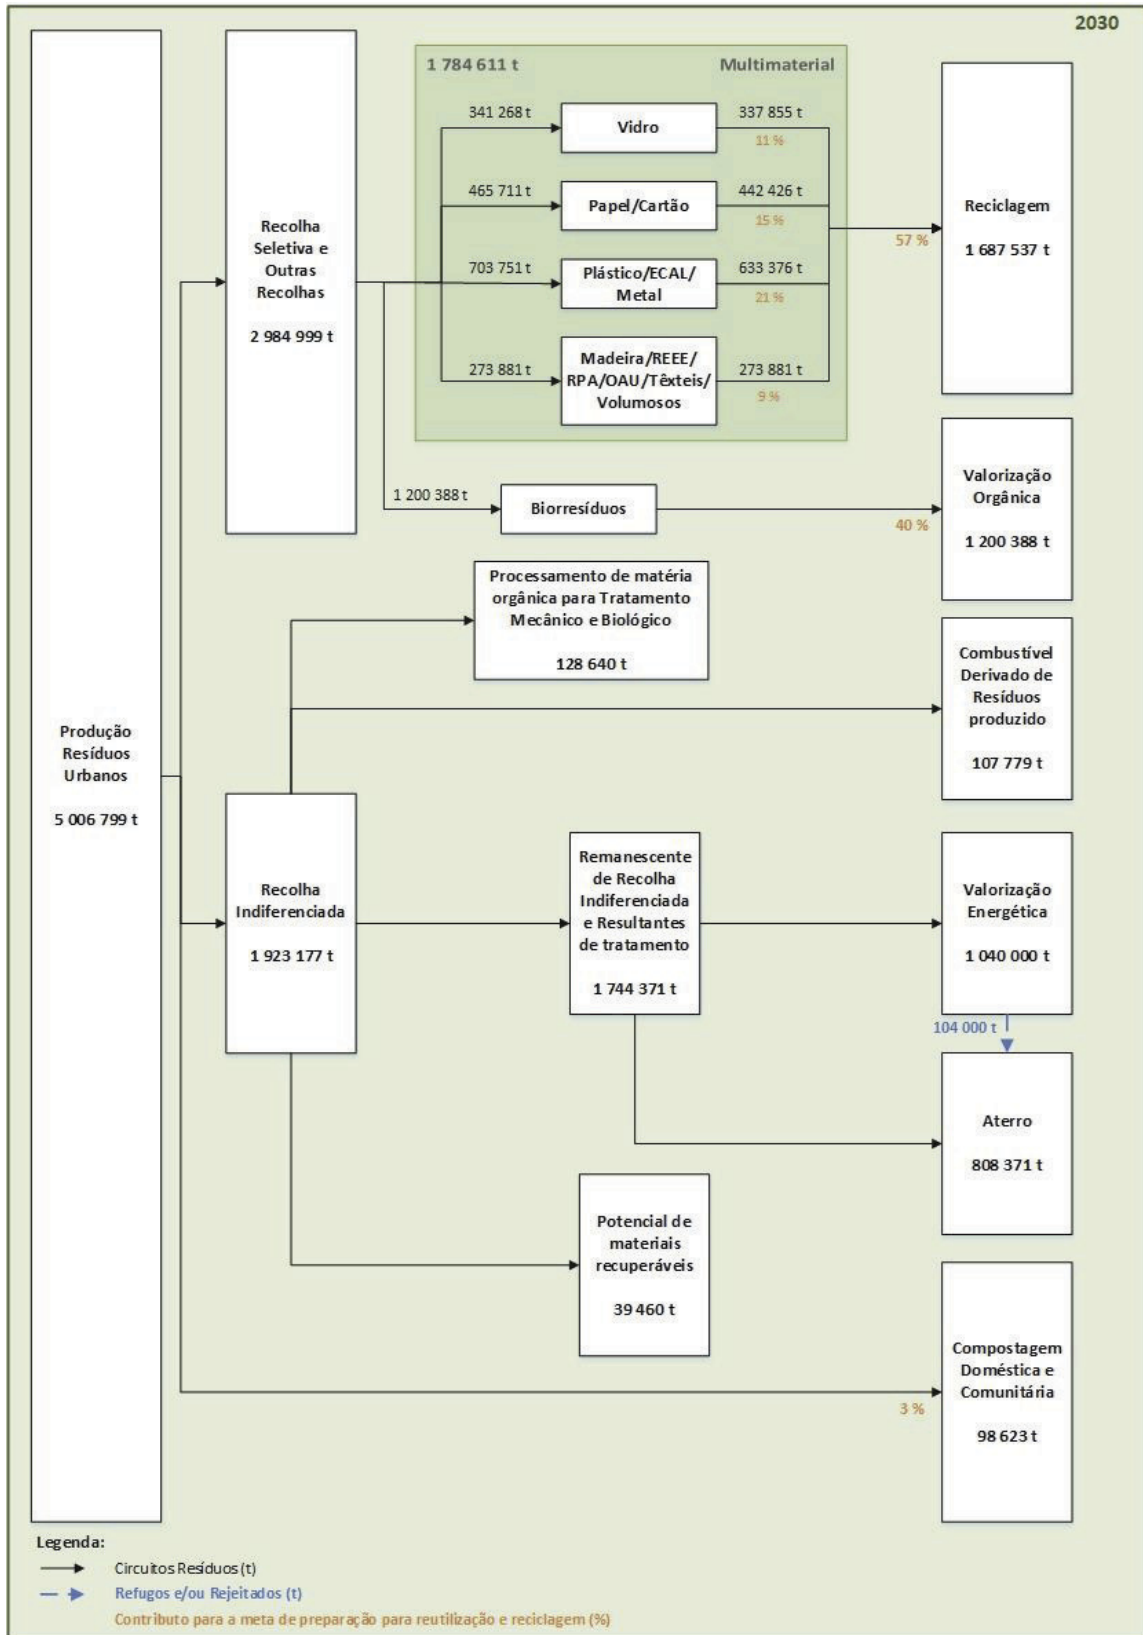 2030
Produção
Resíduos
Urbanos
5 006 799 t
Recolha
Seletiva e
Outras
Recolhas
2 984 999 t
1 784 611 t
Multimaterial
341 268 t
Vidro
337 855 t
11 %
465 711 t
Papel/Cartão
442 426 t
15 %
703 751 t
Plástico/ECAL/
Metal
633 376 t
21 %
273 881 t
Madeira/REEE/
RPA/OAU/Têxteis/
Volumosos
273 881 t
9 %
57 %
Reciclagem
1 687 537 t
1 200 388 t
Biorresíduos
40 %
Valorização
Orgânica
1 200 388 t
Processamento de matéria
orgânica para Tratamento
Mecânico e Biológico
128 640 t
Combustível
Derivado de
Resíduos
produzido
107 779 t
Recolha
Indiferenciada
1 923 177 t
Remanescente
de Recolha
Indiferenciada
e Resultantes
de tratamento
1 744 371 t
Valorização
Energética
1 040 000 t
104 000 t
Aterro
808 371 t
Potencial de
materiais
recuperáveis
39 460 t
3 %
Compostagem
Doméstica e
Comunitária
98 623 t
Legenda:
Circuitos Resíduos (t)
Refugos e/ou Rejeitados (t)
Contributo para a meta de preparação para reutilização e reciclagem (%)